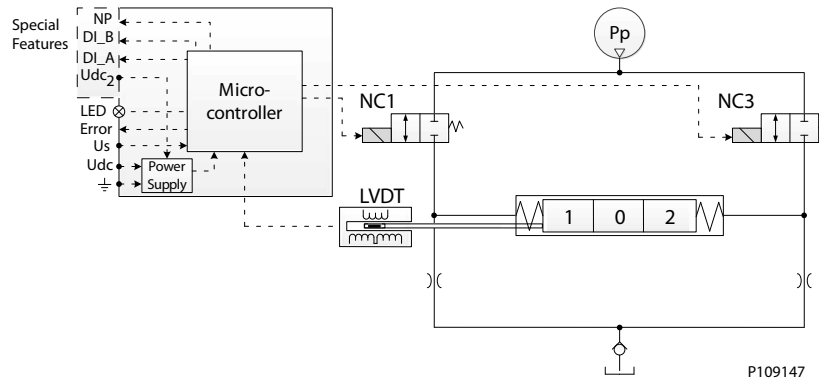 Special
Features
NP
DI_B
DI_A
Udc2
LED
Error
Us
Udc
Micro-
controller
Power
Supply
Pp
NC1
NC3
LVDT
1 0 2
P109147